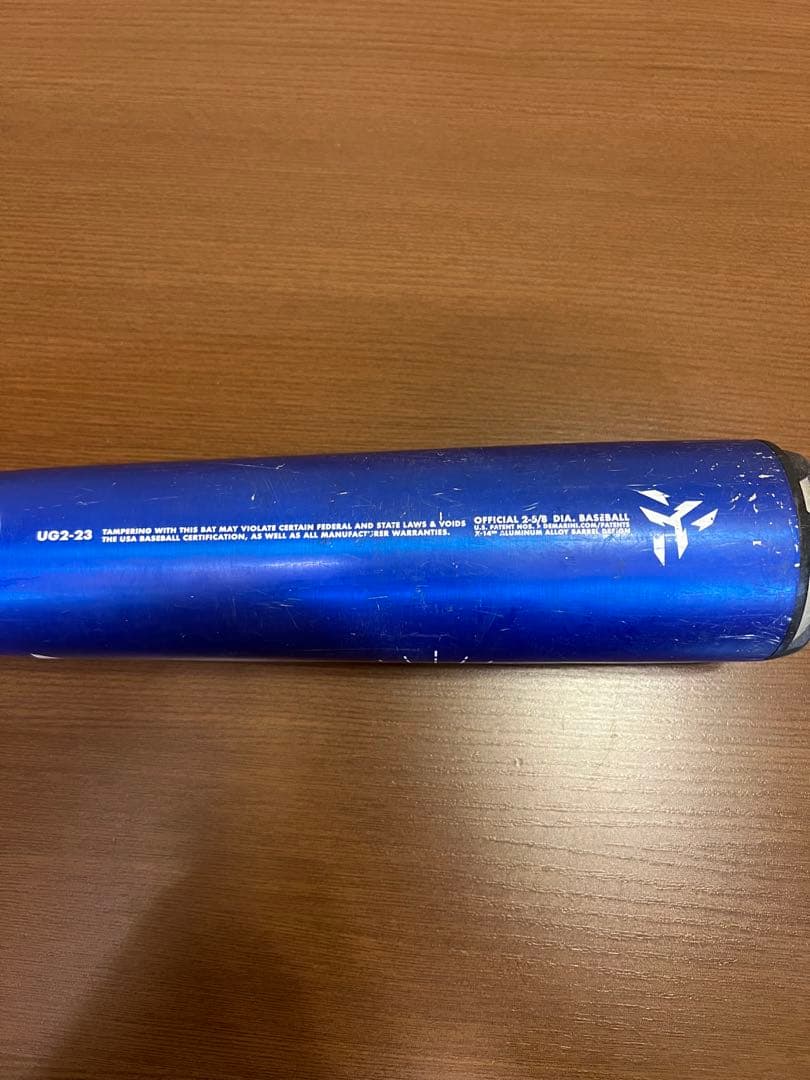 UG2-23
TAMPERING WITH THIS BAT MAY VIOLATE CERTAIN FEDERAL AND STATE LAWS & VOIDS
THE USA BASEBALL CERTIFICATION, AS WELL AS ALL MANUFACTURER WARRANTIES.
OFFICIAL 2-5/8 DIA. BASEBALL
U.S. PATENT NOS. > DEMARINI.COM/PATENTS
X-14™ ALUMINUM ALLOY BARREL DESIGN